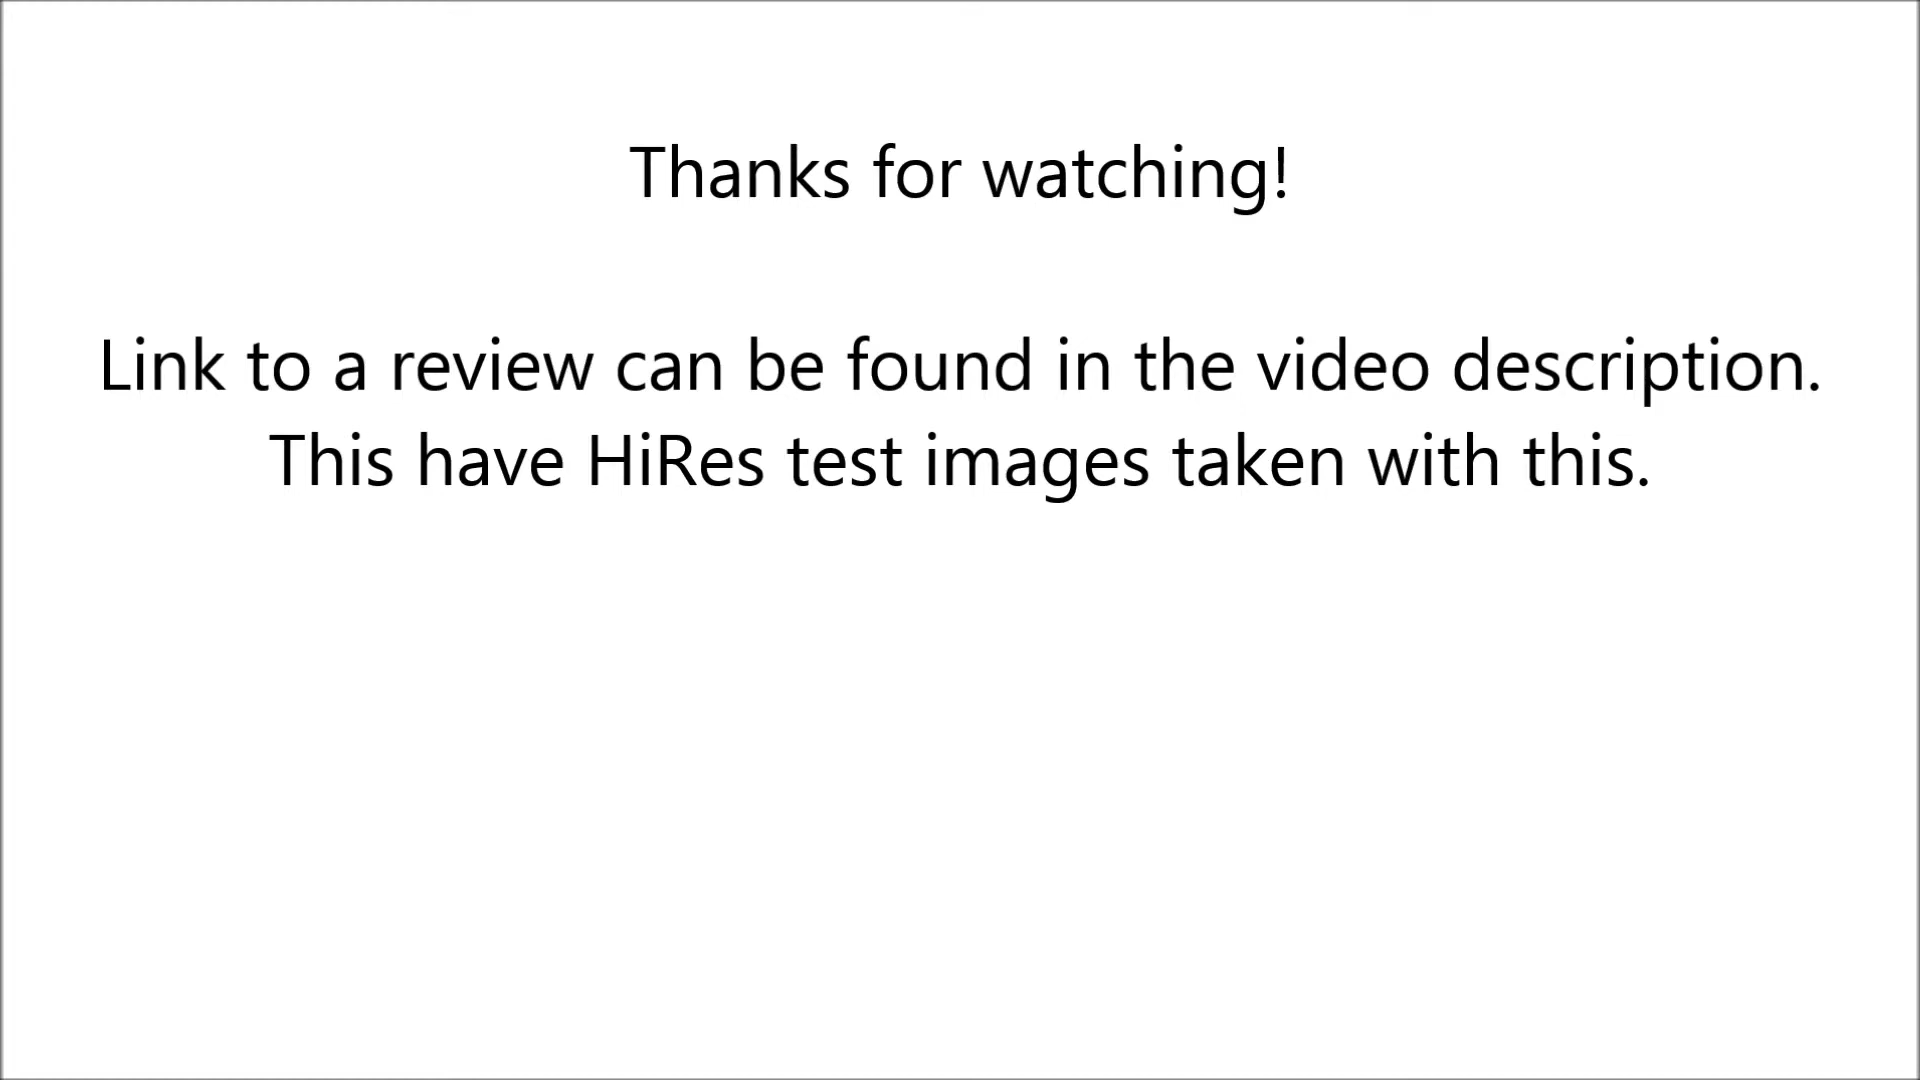 Thanks for watching!
Link to a review can be found in the video description.
This have HiRes test images taken with this.